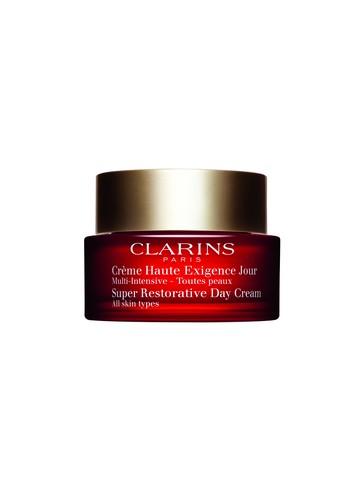 CLARINS
PARIS
Crème Haute Exigence Jour
Multi-Intensive - Toutes peaux
Super Restorative Day Cream
All skin types